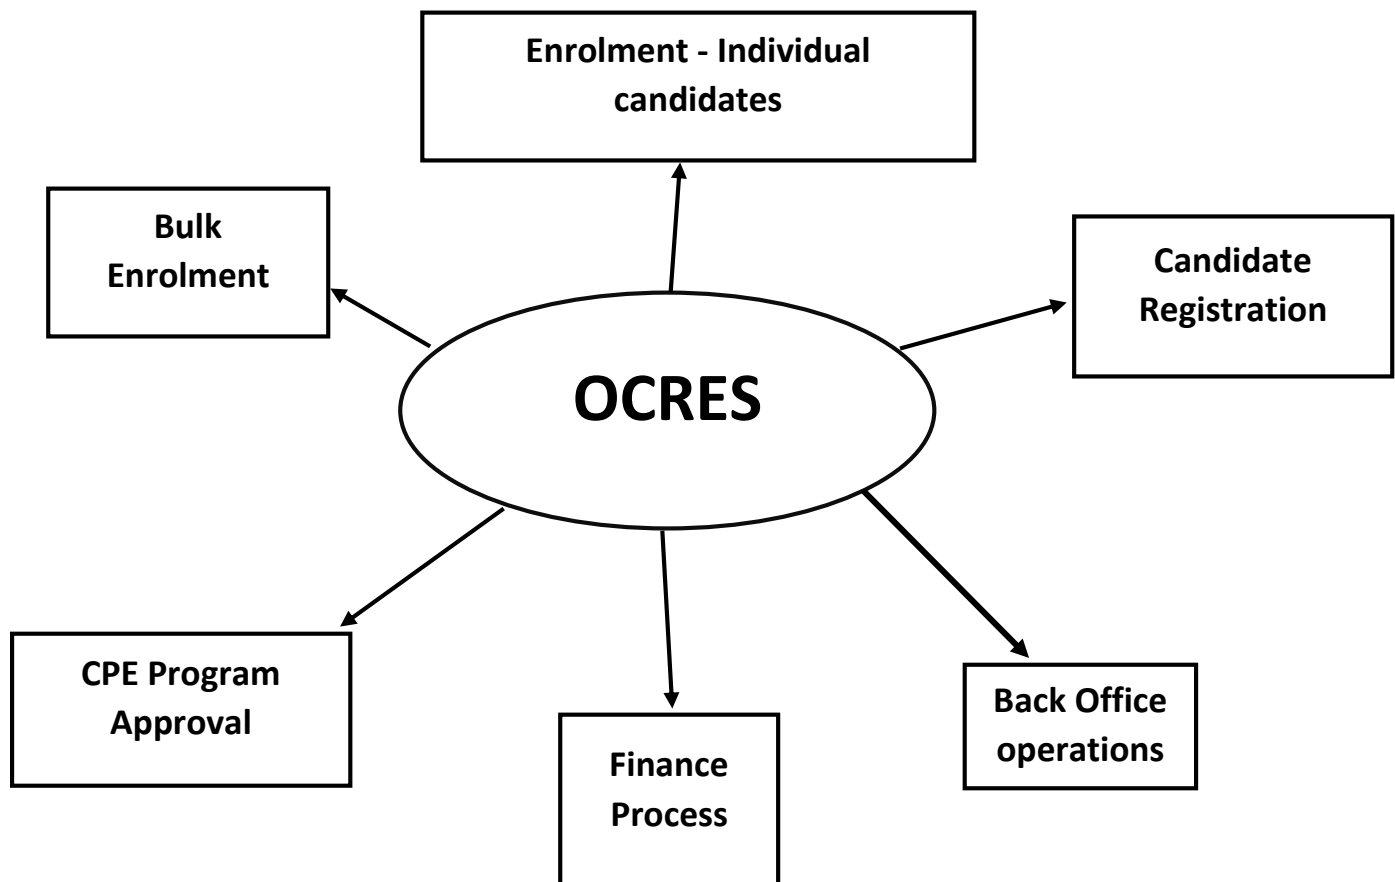 Enrolment - Individual
candidates
Bulk
Enrolment
Candidate
Registration
OCRES
CPE Program
Approval
Back Office
operations
Finance
Process